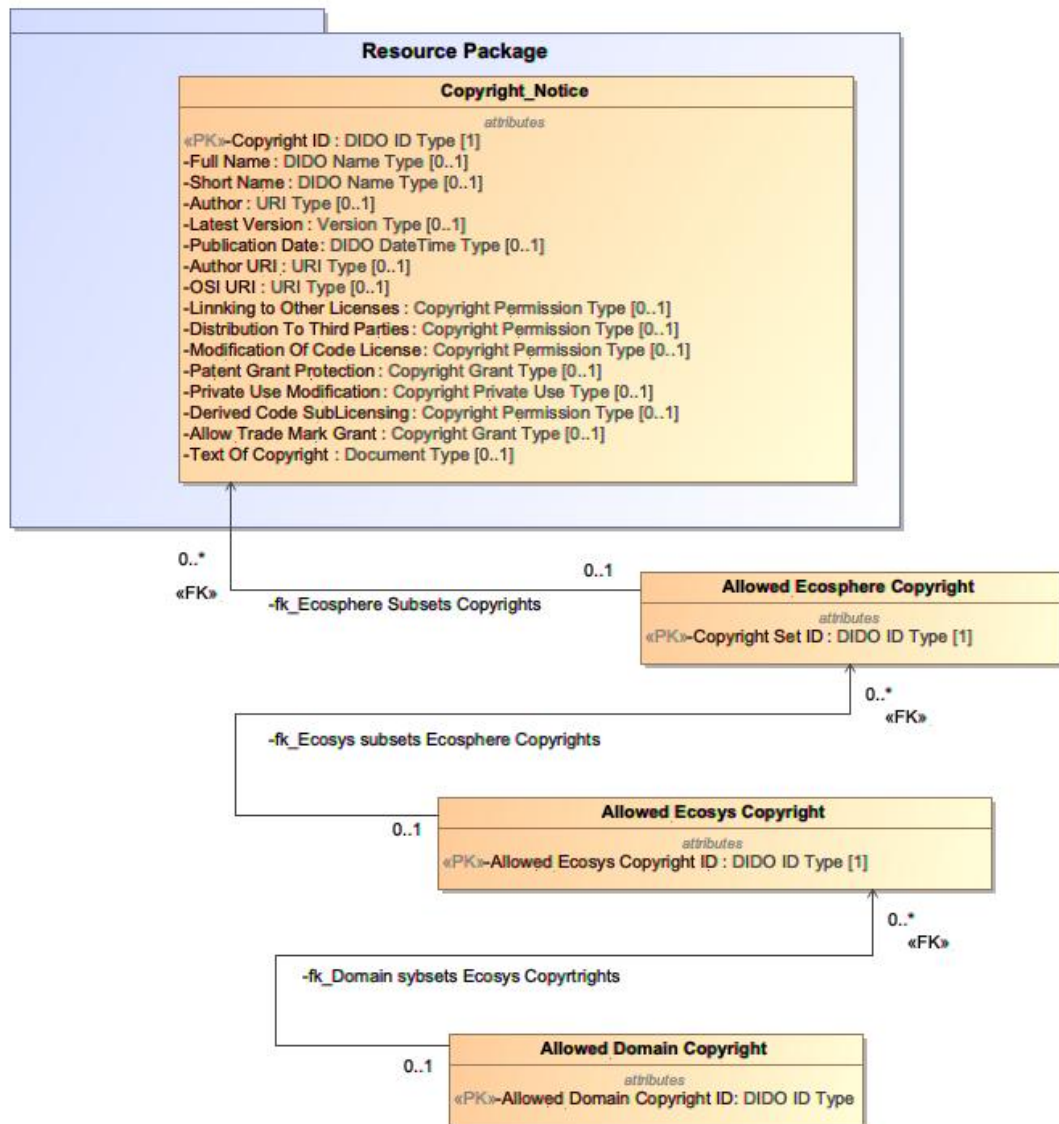 Resource Package
Copyright_Notice
attributes
«PK»-Copyright ID : DIDO ID Type [1]
-Full Name : DIDO Name Type [0..1]
-Short Name : DIDO Name Type [0..1]
-Author : URI Type [0..1]
-Latest Version : Version Type [0..1]
-Publication Date : DIDO DateTime Type [0..1]
-Author URI : URI Type [0..1]
-OSI URI : URI Type [0..1]
-Linnking to Other Licenses : Copyright Permission Type [0..1]
-Distribution To Third Parties : Copyright Permission Type [0..1]
-Modification Of Code License : Copyright Permission Type [0..1]
-Patent Grant Protection : Copyright Grant Type [0..1]
-Private Use Modification : Copyright Private Use Type [0..1]
-Derived Code SubLicensing : Copyright Permission Type [0..1]
-Allow Trade Mark Grant : Copyright Grant Type [0..1]
-Text Of Copyright : Document Type [0..1]
0..*
«FK»
0..1
-fk_Ecosphere Subsets Copyrights
Allowed Ecosphere Copyright
attributes
«PK»-Copyright Set ID : DIDO ID Type [1]
0..*
«FK»
-fk_Ecosys subsets Ecosphere Copyrights
0..1
Allowed Ecosys Copyright
attributes
«PK»-Allowed Ecosys Copyright ID : DIDO ID Type [1]
0..*
«FK»
-fk_Domain sybsets Ecosys Copyrtrights
0..1
Allowed Domain Copyright
attributes
«PK»-Allowed Domain Copyright ID: DIDO ID Type